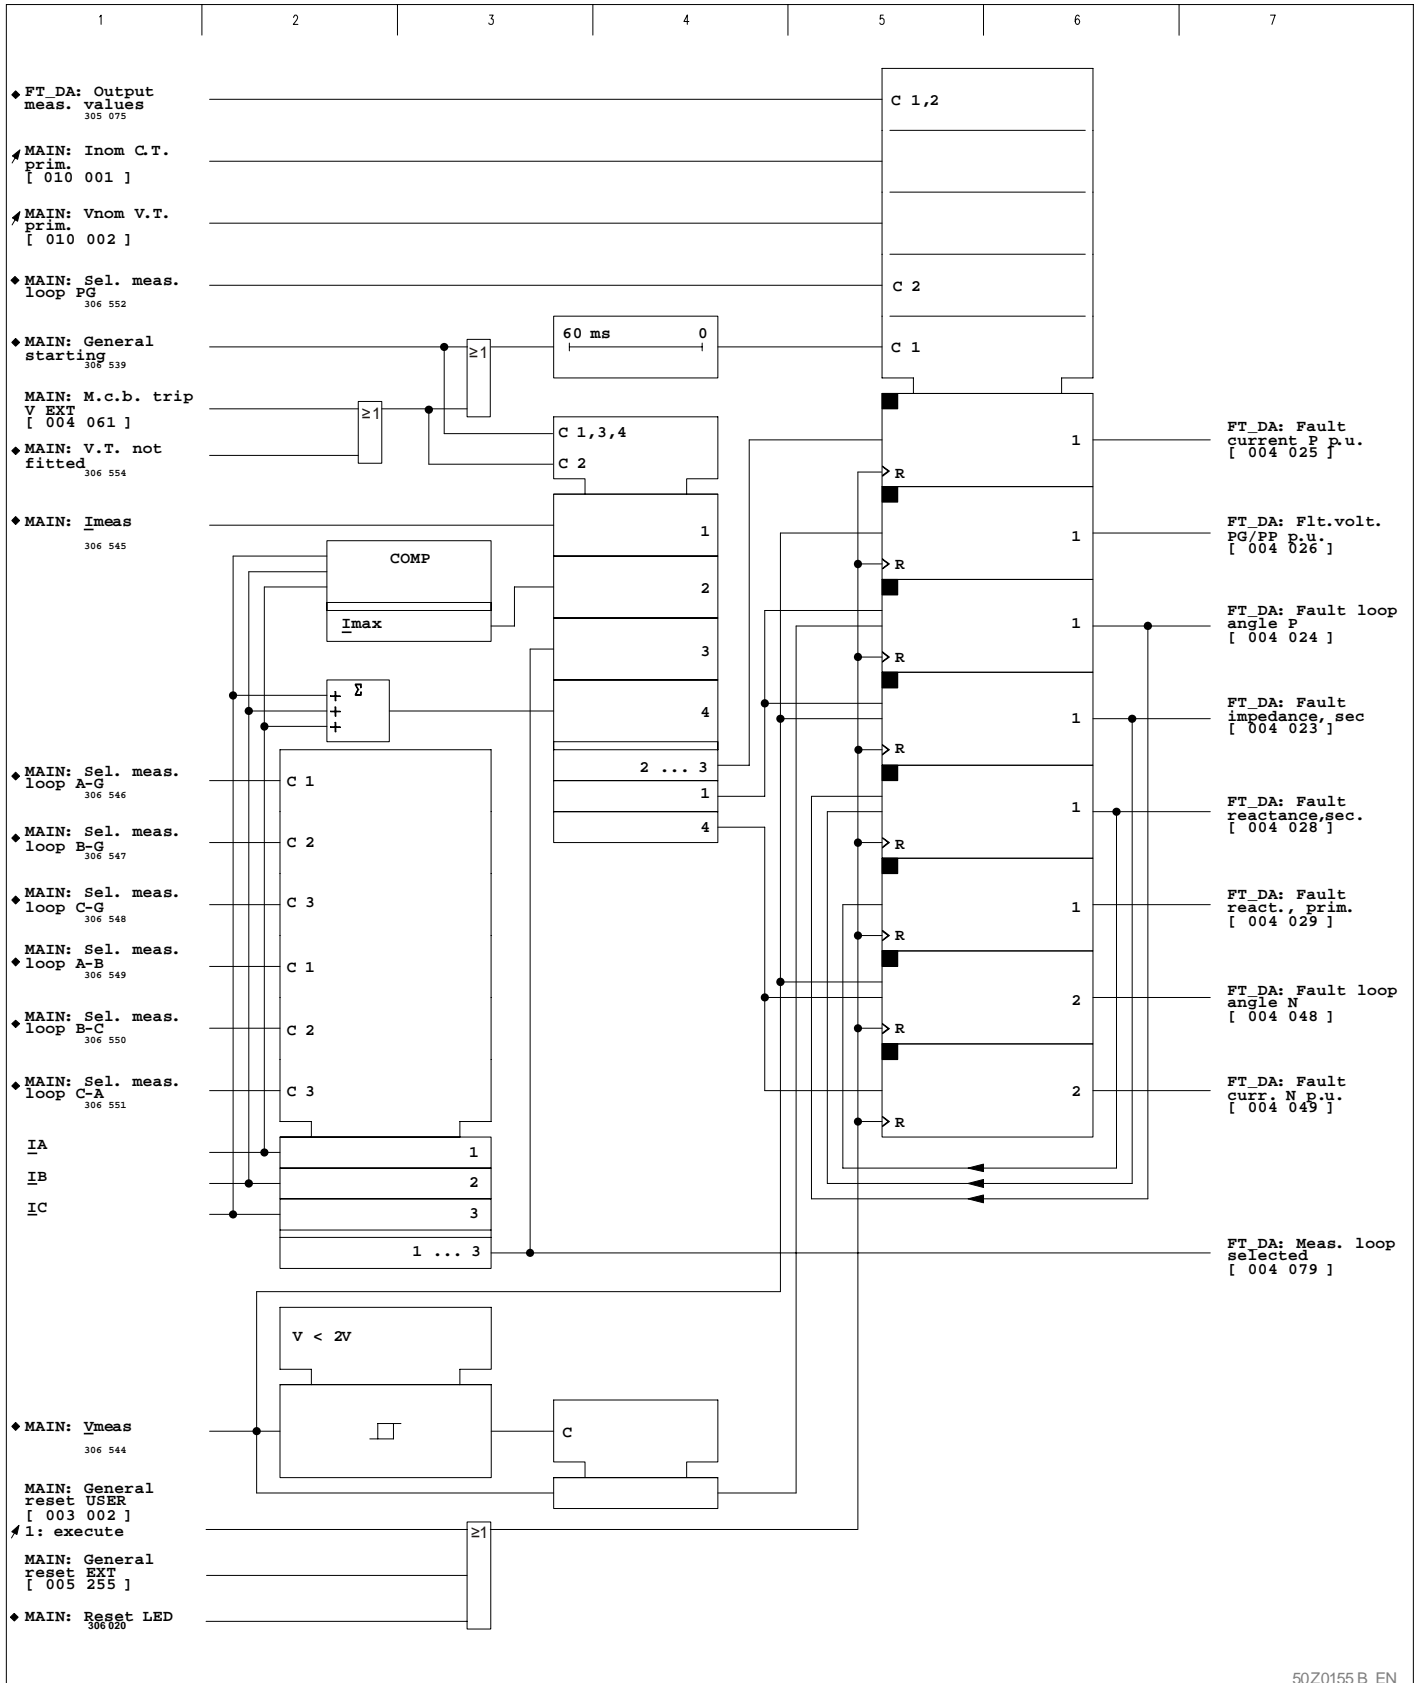 1 2 3 4 5 6 7
FT_DA: Output
meas. values
305 075
MAIN: Inom C.T.
prim.
[ 010 001 ]
MAIN: Vnom V.T.
prim.
[ 010 002 ]
MAIN: Sel. meas.
loop PG
306 552
MAIN: General
starting
306 539
MAIN: M.c.b. trip
V EXT
[ 004 061 ]
MAIN: V.T. not
fitted
306 554
MAIN: Imeas
306 545
MAIN: Sel. meas.
loop A-G
306 546
MAIN: Sel. meas.
loop B-G
306 547
MAIN: Sel. meas.
loop C-G
306 548
MAIN: Sel. meas.
loop A-B
306 549
MAIN: Sel. meas.
loop B-C
306 550
MAIN: Sel. meas.
loop C-A
306 551
IA
IB
IC
MAIN: Vmeas
306 544
MAIN: General
reset USER
[ 003 002 ]
1: execute
MAIN: General
reset EXT
[ 005 255 ]
MAIN: Reset LED
306 020
≥1
≥1
COMP
Imax
+ Σ
+
+
C 1
C 2
C 3
C 1
C 2
C 3
1
2
3
1 ... 3
V < 2V
≥1
60 ms 0
C 1,3,4
C 2
1
2
3
4
2 ... 3
1
4
C
C 1,2
C 2
C 1
1
R
1
R
1
R
1
R
1
R
1
R
2
R
2
R
FT_DA: Fault
current P p.u.
[ 004 025 ]
FT_DA: Flt.volt.
PG/PP p.u.
[ 004 026 ]
FT_DA: Fault loop
angle P
[ 004 024 ]
FT_DA: Fault
impedance, sec
[ 004 023 ]
FT_DA: Fault
reactance,sec.
[ 004 028 ]
FT_DA: Fault
react., prim.
[ 004 029 ]
FT_DA: Fault loop
angle N
[ 004 048 ]
FT_DA: Fault
curr. N p.u.
[ 004 049 ]
FT_DA: Meas. loop
selected
[ 004 079 ]
50Z0155 B EN